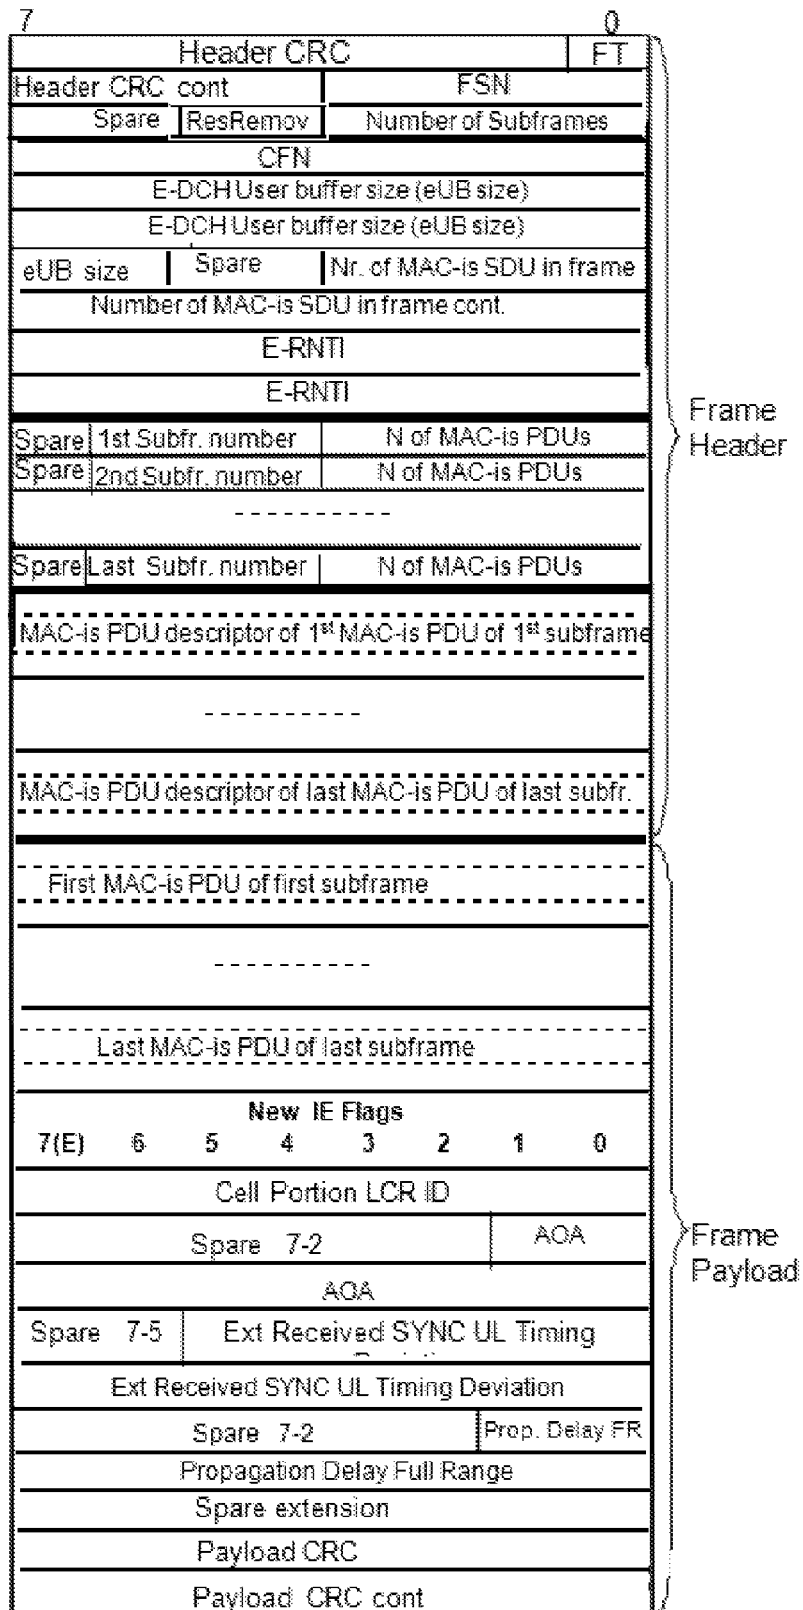 7 0
Header CRC FT
Header CRC cont FSN
Spare ResRemov Number of Subframes
CFN
E-DCH User buffer size (eUB size)
E-DCH User buffer size (eUB size)
eUB size Spare Nr. of MAC-is SDU in frame
Number of MAC-is SDU in frame cont.
E-RNTI
E-RNTI
Frame
Header
Spare 1st Subfr. number N of MAC-is PDUs
Spare 2nd Subfr. number N of MAC-is PDUs
Spare Last Subfr. number N of MAC-is PDUs
MAC-is PDU descriptor of 1st MAC-is PDU of 1st subframe
MAC-is PDU descriptor of last MAC-is PDU of last subfr.
First MAC-is PDU of first subframe
Last MAC-is PDU of last subframe
New IE Flags
7(E) 6 5 4 3 2 1 0
Cell Portion LCR ID
Spare 7-2 AOA
Frame
Payload
AOA
Spare 7-5 Ext Received SYNC UL Timing
Ext Received SYNC UL Timing Deviation
Spare 7-2 Prop. Delay FR
Propagation Delay Full Range
Spare extension
Payload CRC
Payload CRC cont